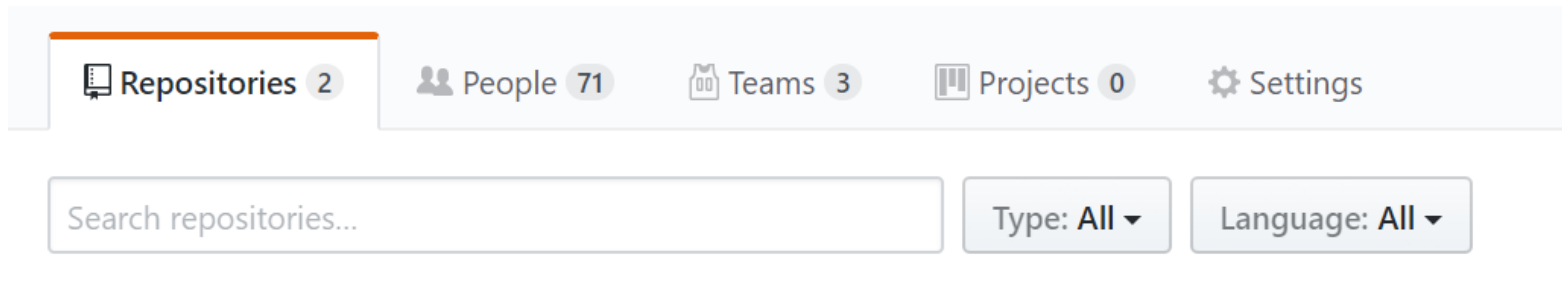 Repositories 2 People 71 Teams 3 Projects 0 Settings
Search repositories... Type: All Language: All